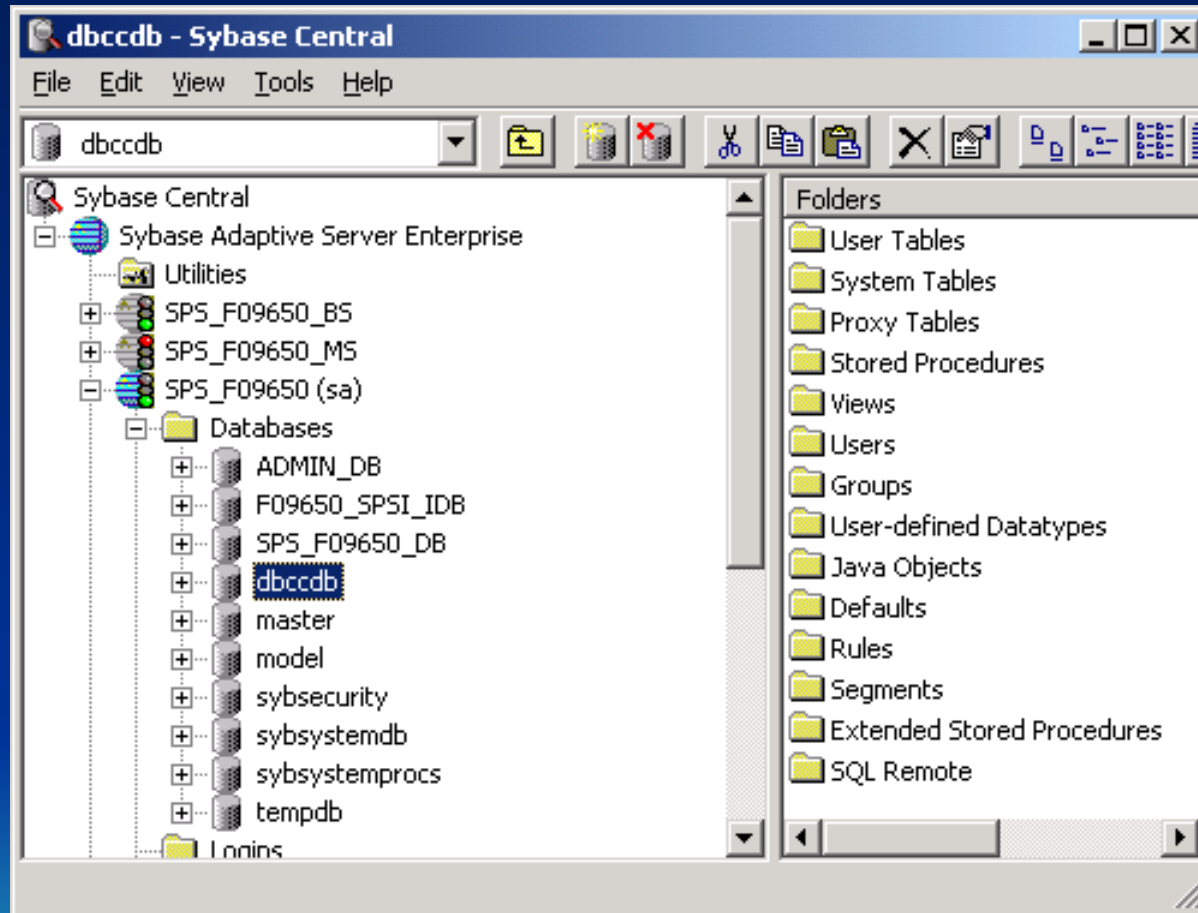 dbccdb - Sybase Central
File Edit View Tools Help
dbccdb
Sybase Central
Sybase Adaptive Server Enterprise
Utilities
SPS_F09650_BS
SPS_F09650_MS
SPS_F09650 (sa)
Databases
ADMIN_DB
F09650_SPSI_IDB
SPS_F09650_DB
dbccdb
master
model
sybsecurity
sybsystemdb
sybsystemprocs
tempdb
Logins
Folders
User Tables
System Tables
Proxy Tables
Stored Procedures
Views
Users
Groups
User-defined Datatypes
Java Objects
Defaults
Rules
Segments
Extended Stored Procedures
SQL Remote